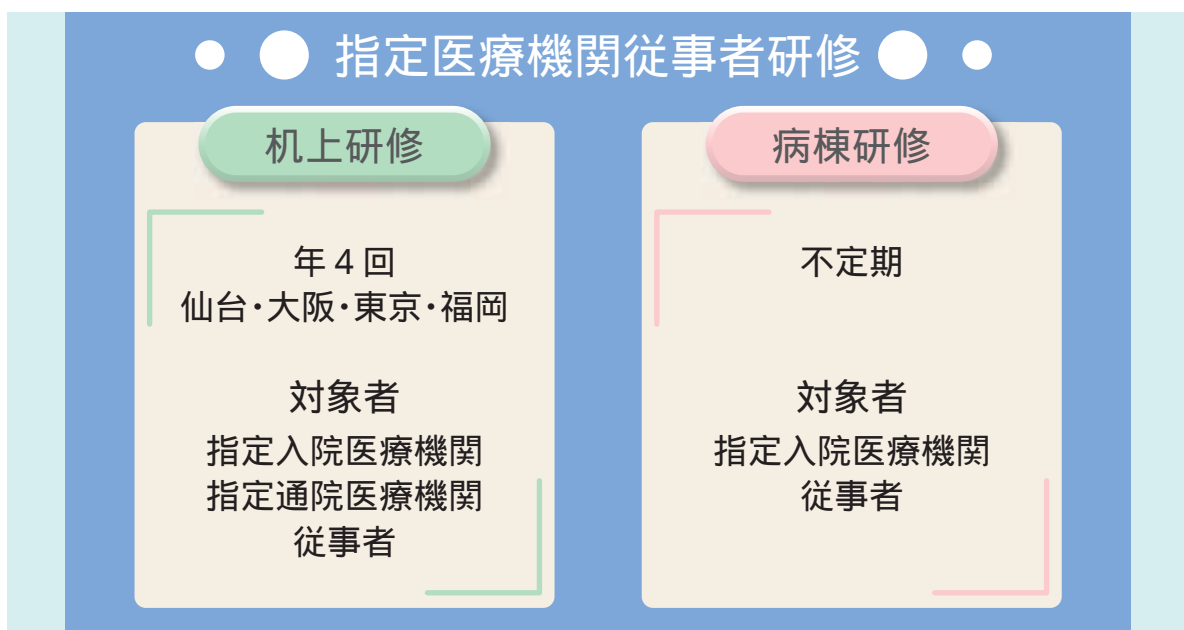 指定医療機関従事者研修
机上研修
年4回
仙台・大阪・東京・福岡
対象者
指定入院医療機関
指定通院医療機関
従事者
病棟研修
不定期
対象者
指定入院医療機関
従事者